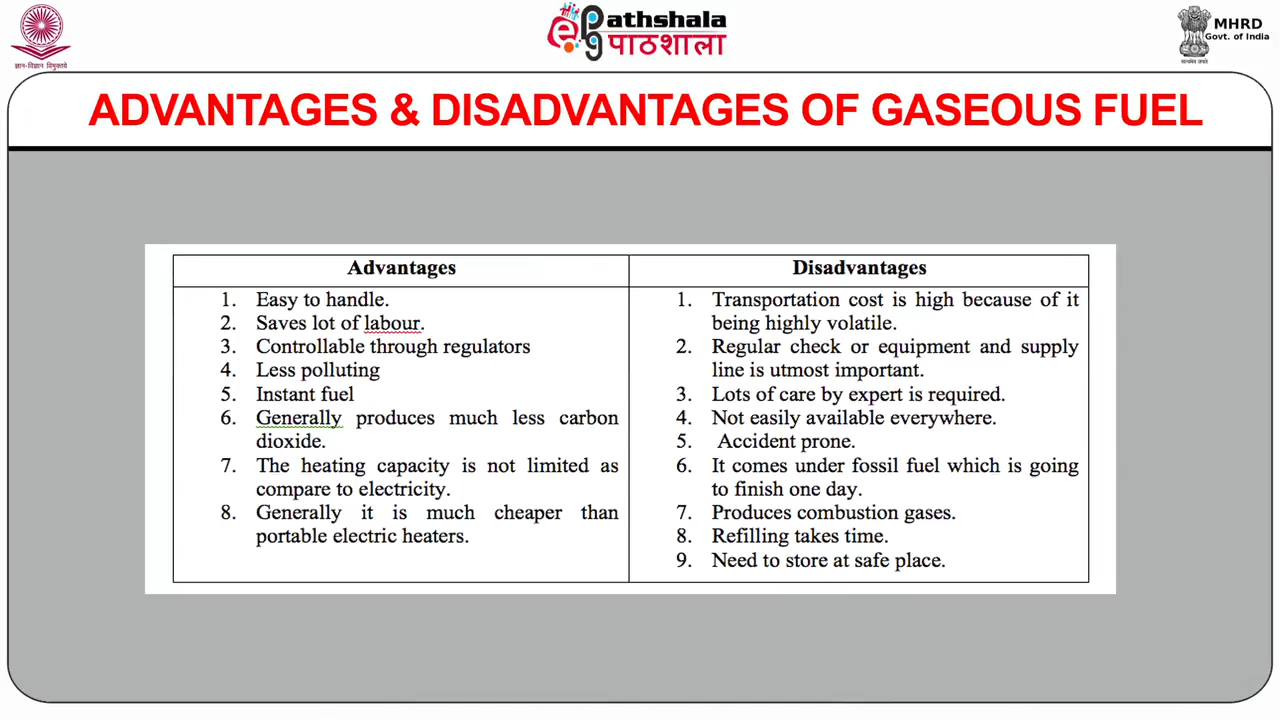 ज्ञान-विज्ञान विमुक्तये
ePathshala
पाठशाला
MHRD
Govt. of India
सत्यमेव जयते
ADVANTAGES & DISADVANTAGES OF GASEOUS FUEL
Advantages
1. Easy to handle.
2. Saves lot of labour.
3. Controllable through regulators
4. Less polluting
5. Instant fuel
6. Generally produces much less carbon
dioxide.
7. The heating capacity is not limited as
compare to electricity.
8. Generally it is much cheaper than
portable electric heaters.
Disadvantages
1. Transportation cost is high because of it
being highly volatile.
2. Regular check or equipment and supply
line is utmost important.
3. Lots of care by expert is required.
4. Not easily available everywhere.
5. Accident prone.
6. It comes under fossil fuel which is going
to finish one day.
7. Produces combustion gases.
8. Refilling takes time.
9. Need to store at safe place.